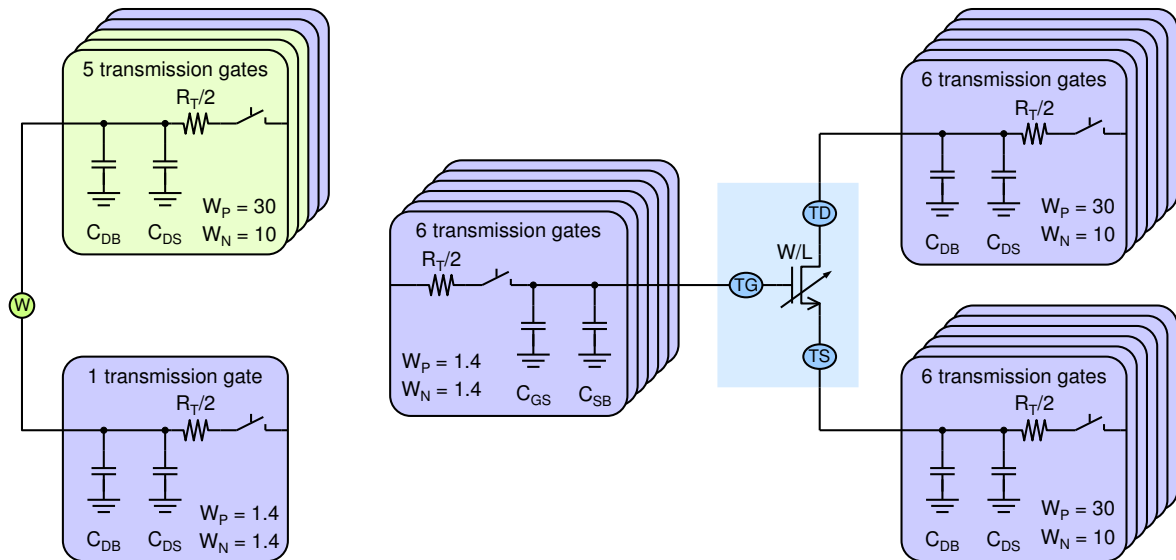 5 transmission gates
R_T/2
C_DB C_DS
W_P = 30
W_N = 10
W
1 transmission gate
R_T/2
C_DB C_DS
W_P = 1.4
W_N = 1.4
6 transmission gates
R_T/2
W_P = 1.4
W_N = 1.4
C_GS C_SB
TD
W/L
TG
TS
6 transmission gates
R_T/2
C_DB C_DS
W_P = 30
W_N = 10
6 transmission gates
R_T/2
C_DB C_DS
W_P = 30
W_N = 10